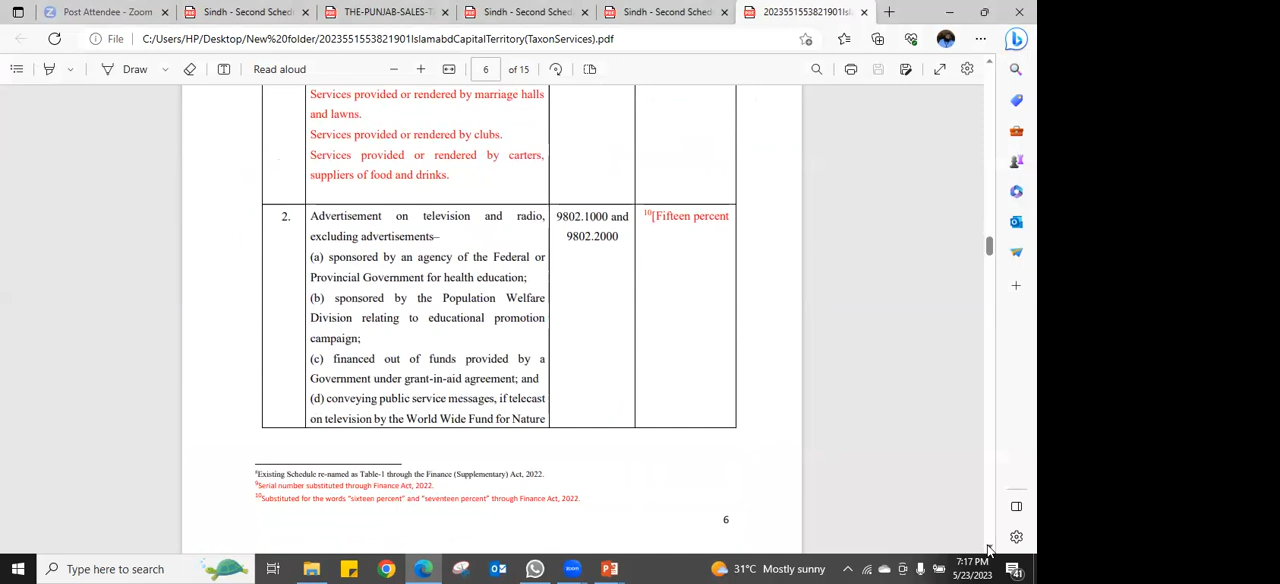 Post Attendee - Zoom
Sindh - Second Sched
THE-PUNJAB-SALES-T
Sindh - Second Sched
Sindh - Second Sched
2023551553821901Islam
File
C:/Users/HP/Desktop/New%20folder/2023551553821901IslamabdCapitalTerritory(TaxonServices).pdf
Draw
Read aloud
6
of 15
Services provided or rendered by marriage halls
and lawns.
Services provided or rendered by clubs.
Services provided or rendered by carters,
suppliers of food and drinks.
2.
Advertisement on television and radio,
excluding advertisements–
(a) sponsored by an agency of the Federal or
Provincial Government for health education;
(b) sponsored by the Population Welfare
Division relating to educational promotion
campaign;
(c) financed out of funds provided by a
Government under grant-in-aid agreement; and
(d) conveying public service messages, if telecast
on television by the World Wide Fund for Nature
9802.1000 and
9802.2000
10[Fifteen percent
Existing Schedule re-named as Table-1 through the Finance (Supplementary) Act, 2022.
9Serial number substituted through Finance Act, 2022.
10Substituted for the words "sixteen percent" and "seventeen percent" through Finance Act, 2022.
6
Type here to search
31°C Mostly sunny
7:17 PM
5/23/2023
41